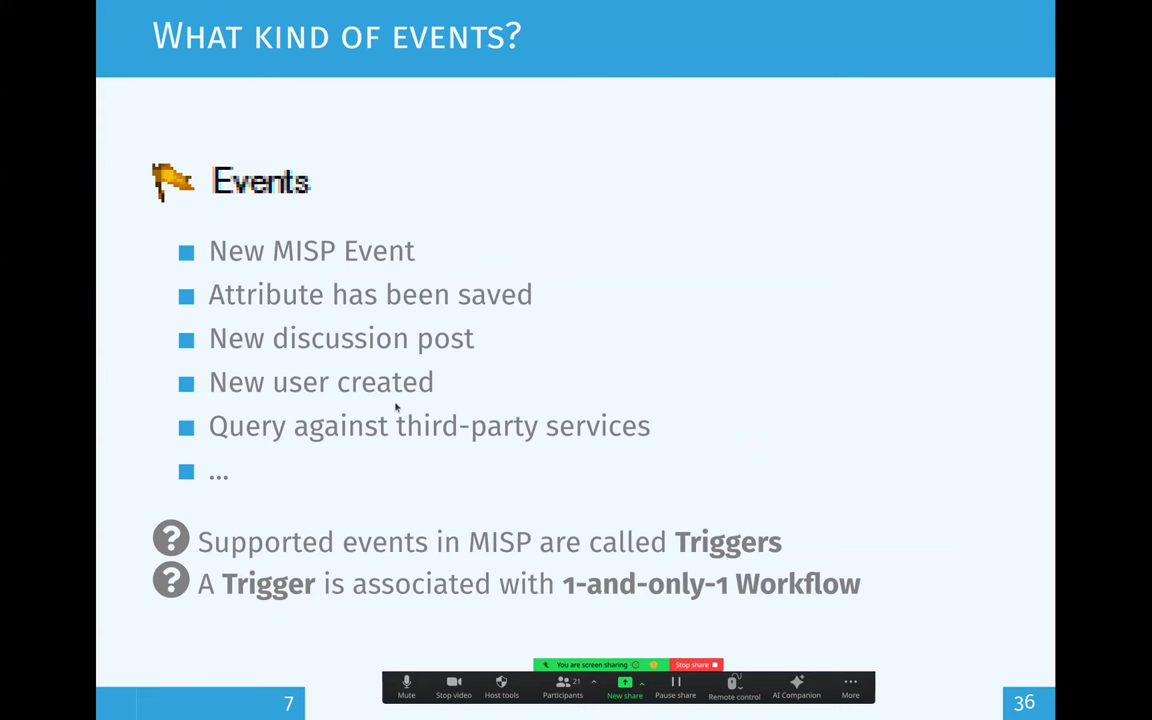 WHAT KIND OF EVENTS?
Events
New MISP Event
Attribute has been saved
New discussion post
New user created
Query against third-party services
...
Supported events in MISP are called Triggers
A Trigger is associated with 1-and-only-1 Workflow
You are screen sharing Stop share
21
Mute Stop video Host tools Participants New share Pause share Remote control AI Companion More
7 36